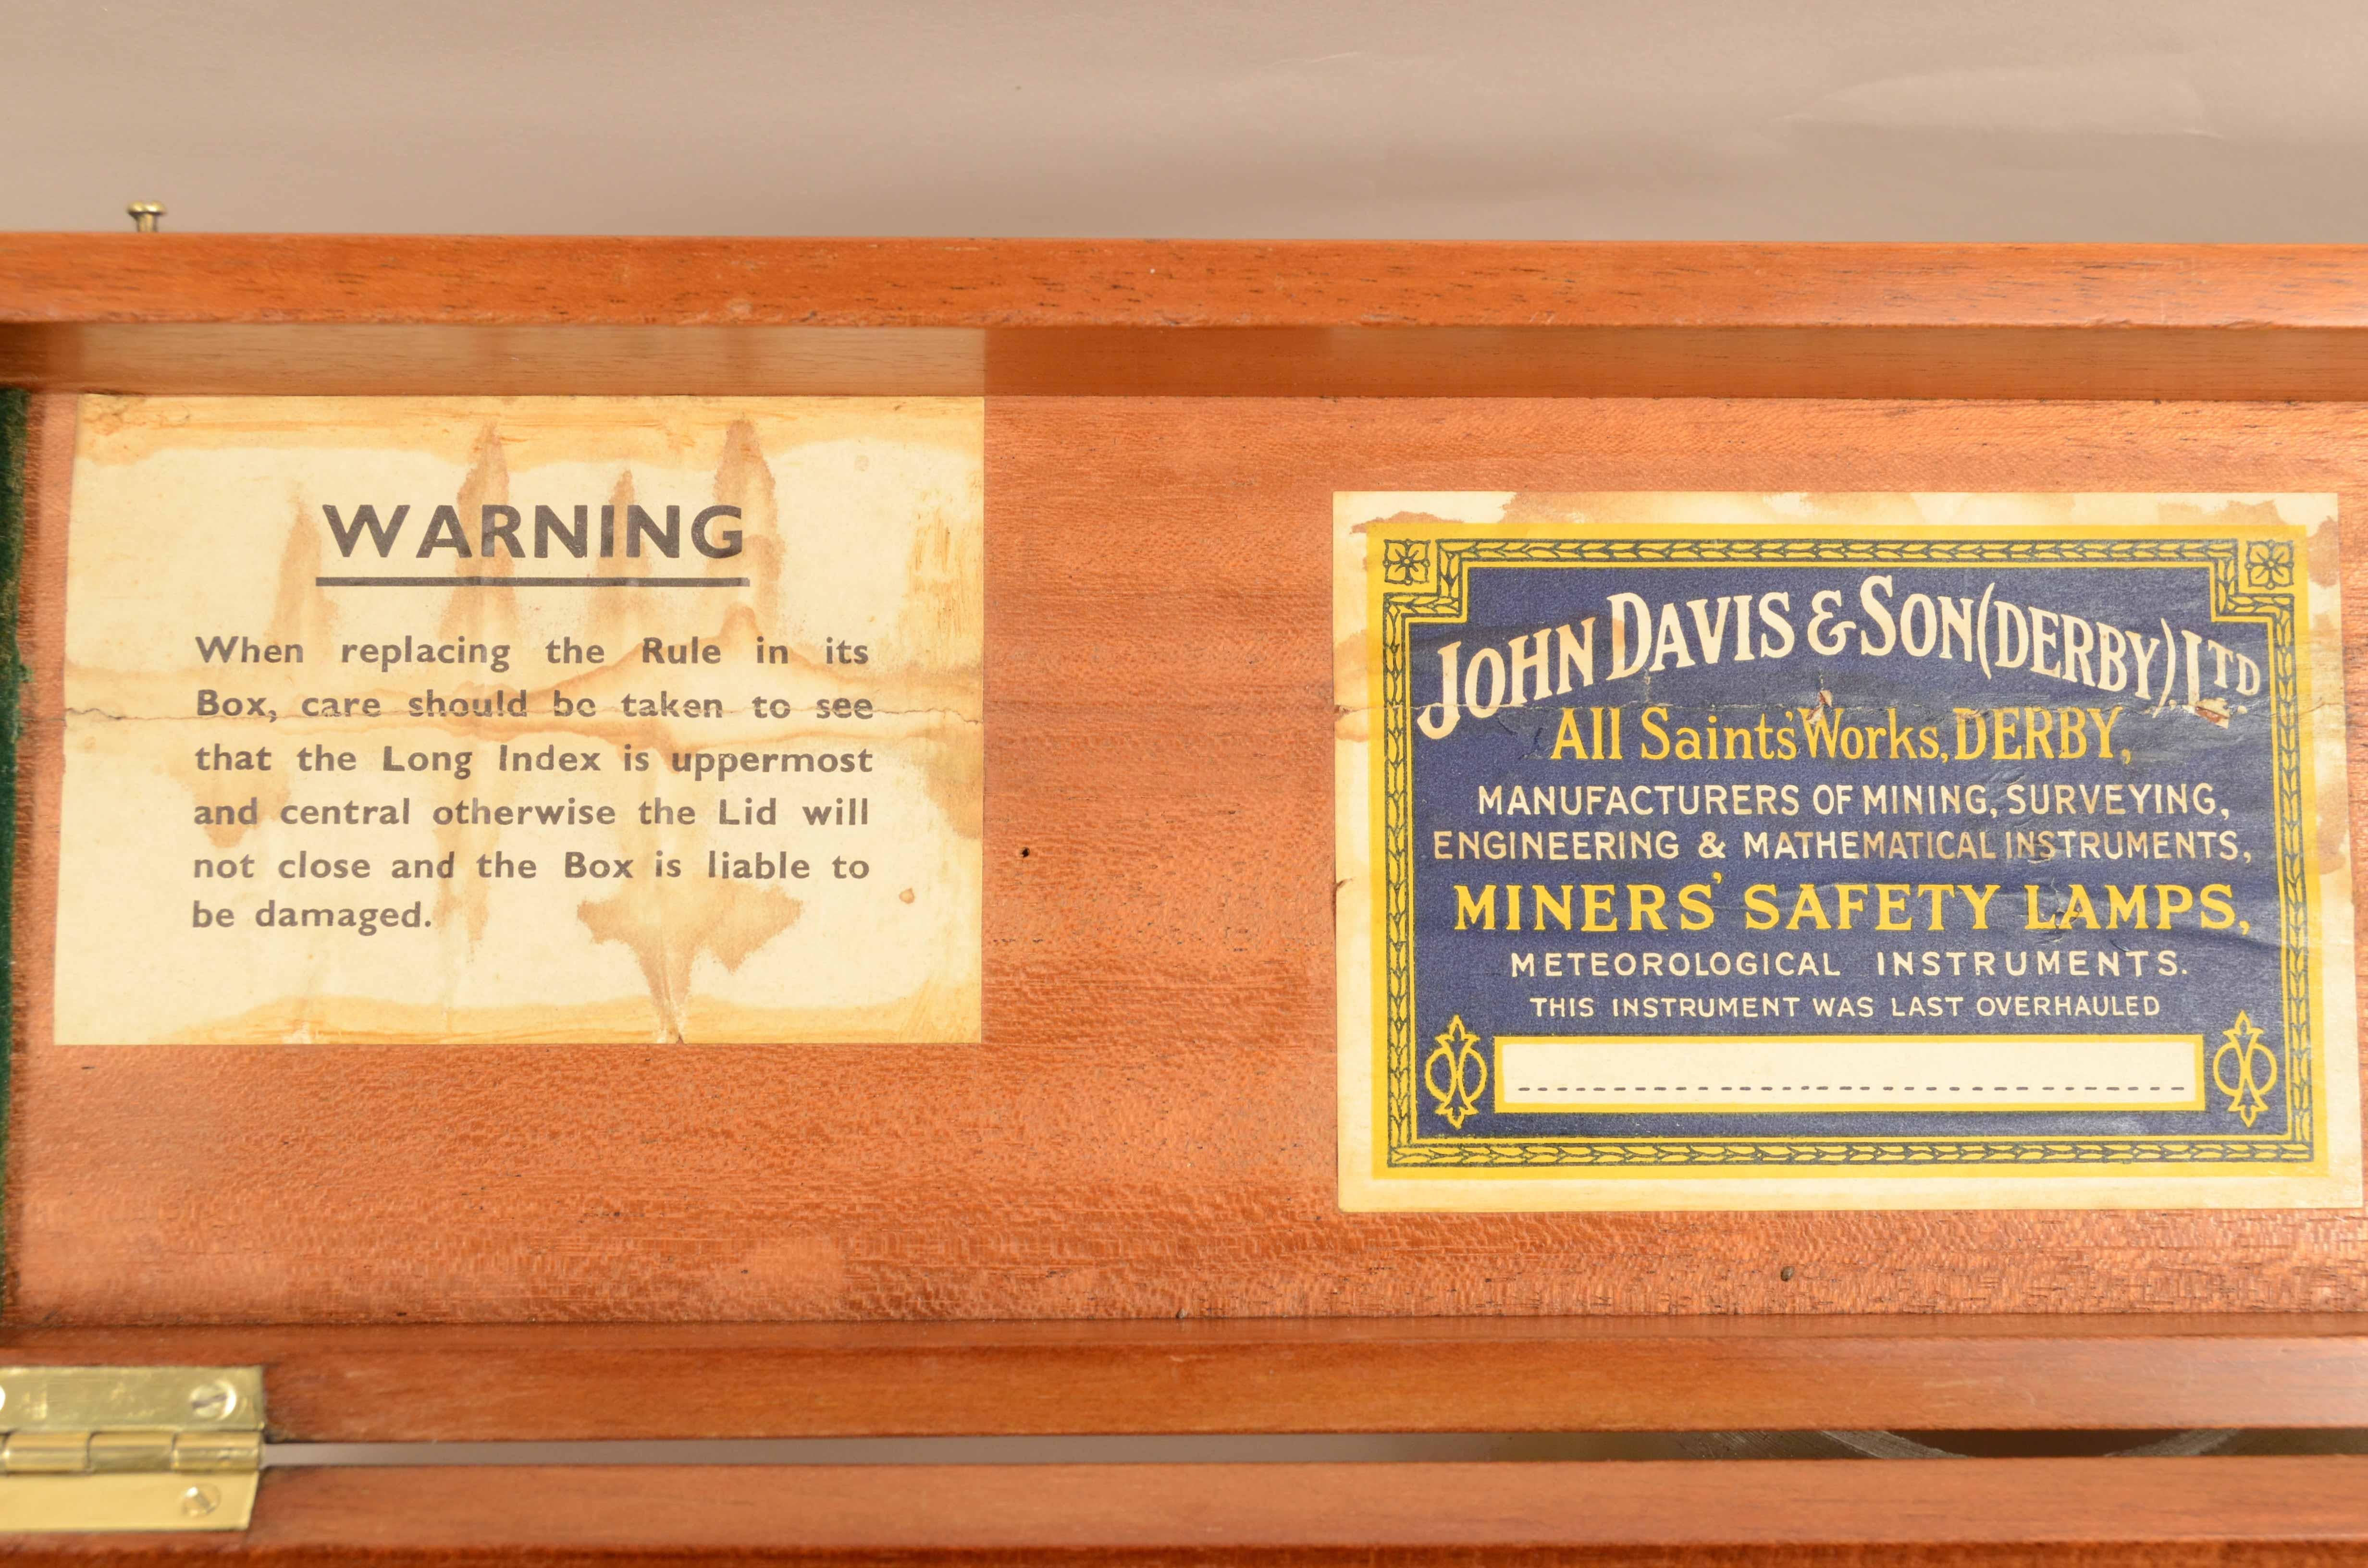 WARNING
When replacing the Rule in its
Box, care should be taken to see
that the Long Index is uppermost
and central otherwise the Lid will
not close and the Box is liable to
be damaged.
JOHN DAVIS & SON (DERBY), LTD.
All Saints' Works, DERBY,
MANUFACTURERS OF MINING, SURVEYING,
ENGINEERING & MATHEMATICAL INSTRUMENTS,
MINERS' SAFETY LAMPS,
METEOROLOGICAL INSTRUMENTS.
THIS INSTRUMENT WAS LAST OVERHAULED